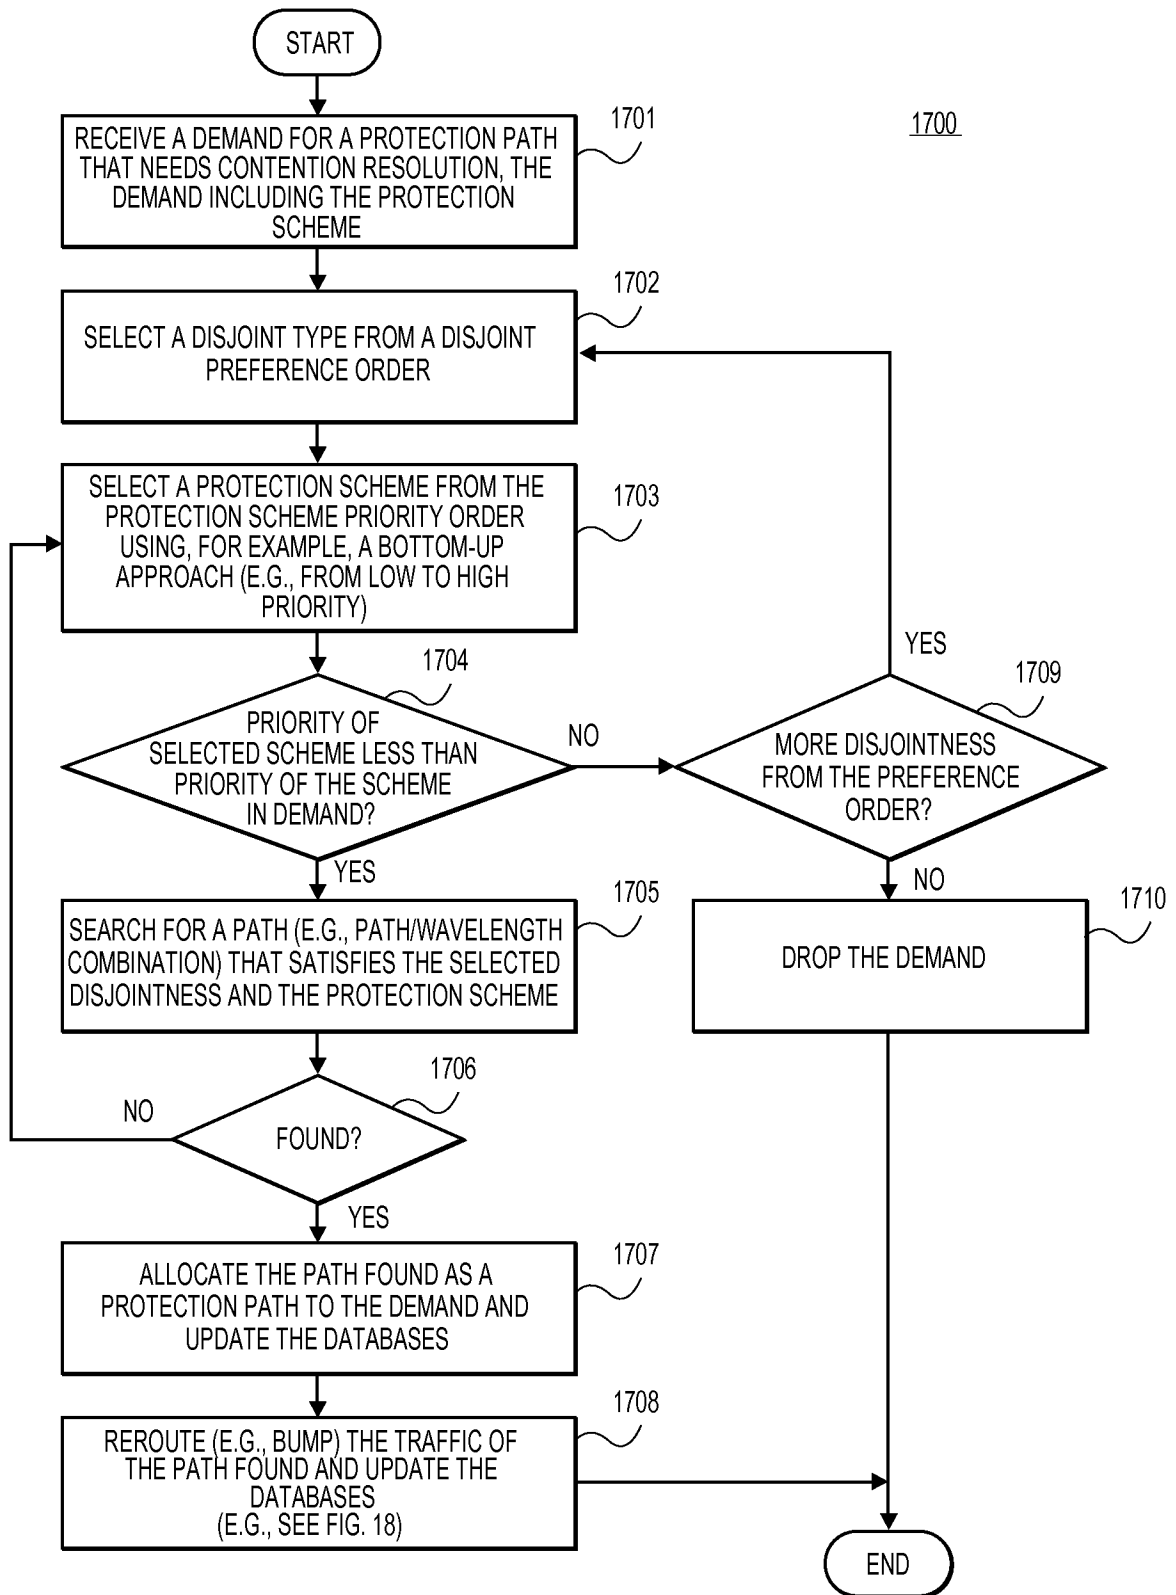 START
1700
1701
RECEIVE A DEMAND FOR A PROTECTION PATH
THAT NEEDS CONTENTION RESOLUTION, THE
DEMAND INCLUDING THE PROTECTION
SCHEME
1702
SELECT A DISJOINT TYPE FROM A DISJOINT
PREFERENCE ORDER
1703
SELECT A PROTECTION SCHEME FROM THE
PROTECTION SCHEME PRIORITY ORDER
USING, FOR EXAMPLE, A BOTTOM-UP
APPROACH (E.G., FROM LOW TO HIGH
PRIORITY)
1704
PRIORITY OF
SELECTED SCHEME LESS THAN
PRIORITY OF THE SCHEME
IN DEMAND?
NO
YES
1709
MORE DISJOINTNESS
FROM THE PREFERENCE
ORDER?
YES
NO
1705
SEARCH FOR A PATH (E.G., PATH/WAVELENGTH
COMBINATION) THAT SATISFIES THE SELECTED
DISJOINTNESS AND THE PROTECTION SCHEME
1710
DROP THE DEMAND
1706
FOUND?
NO
YES
1707
ALLOCATE THE PATH FOUND AS A
PROTECTION PATH TO THE DEMAND AND
UPDATE THE DATABASES
1708
REROUTE (E.G., BUMP) THE TRAFFIC OF
THE PATH FOUND AND UPDATE THE
DATABASES
(E.G., SEE FIG. 18)
END